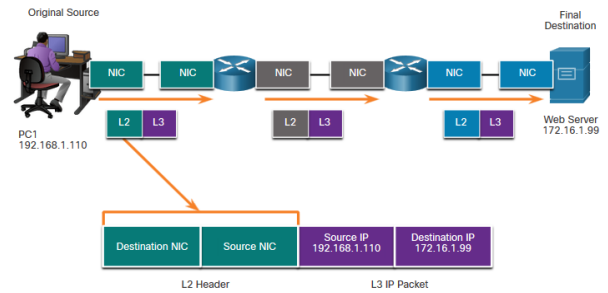 Original Source
Final
Destination
NIC
NIC
NIC
NIC
NIC
NIC
L2
L3
L2
L3
L2
L3
PC1
192.168.1.110
Web Server
172.16.1.99
Destination NIC
Source NIC
Source IP
192.168.1.110
Destination IP
172.16.1.99
L2 Header
L3 IP Packet